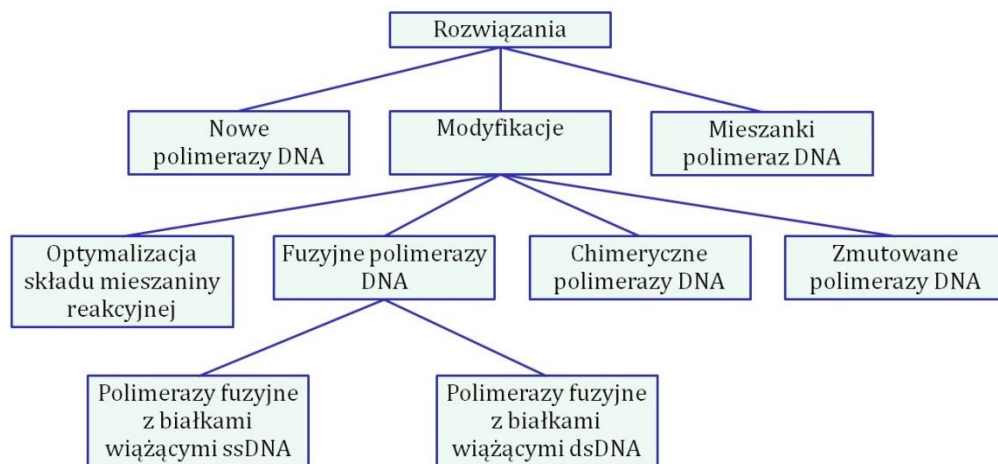 Rozwiązania
Nowe
polimerazy DNA
Modyfikacje
Mieszanki
polimeraz DNA
Optymalizacja
składu mieszaniny
reakcyjnej
Fuzyjne polimerazy
DNA
Chimeryczne
polimerazy DNA
Zmutowane
polimerazy DNA
Polimerazy fuzyjne
z białkami
wiążącymi ssDNA
Polimerazy fuzyjne
z białkami
wiążącymi dsDNA